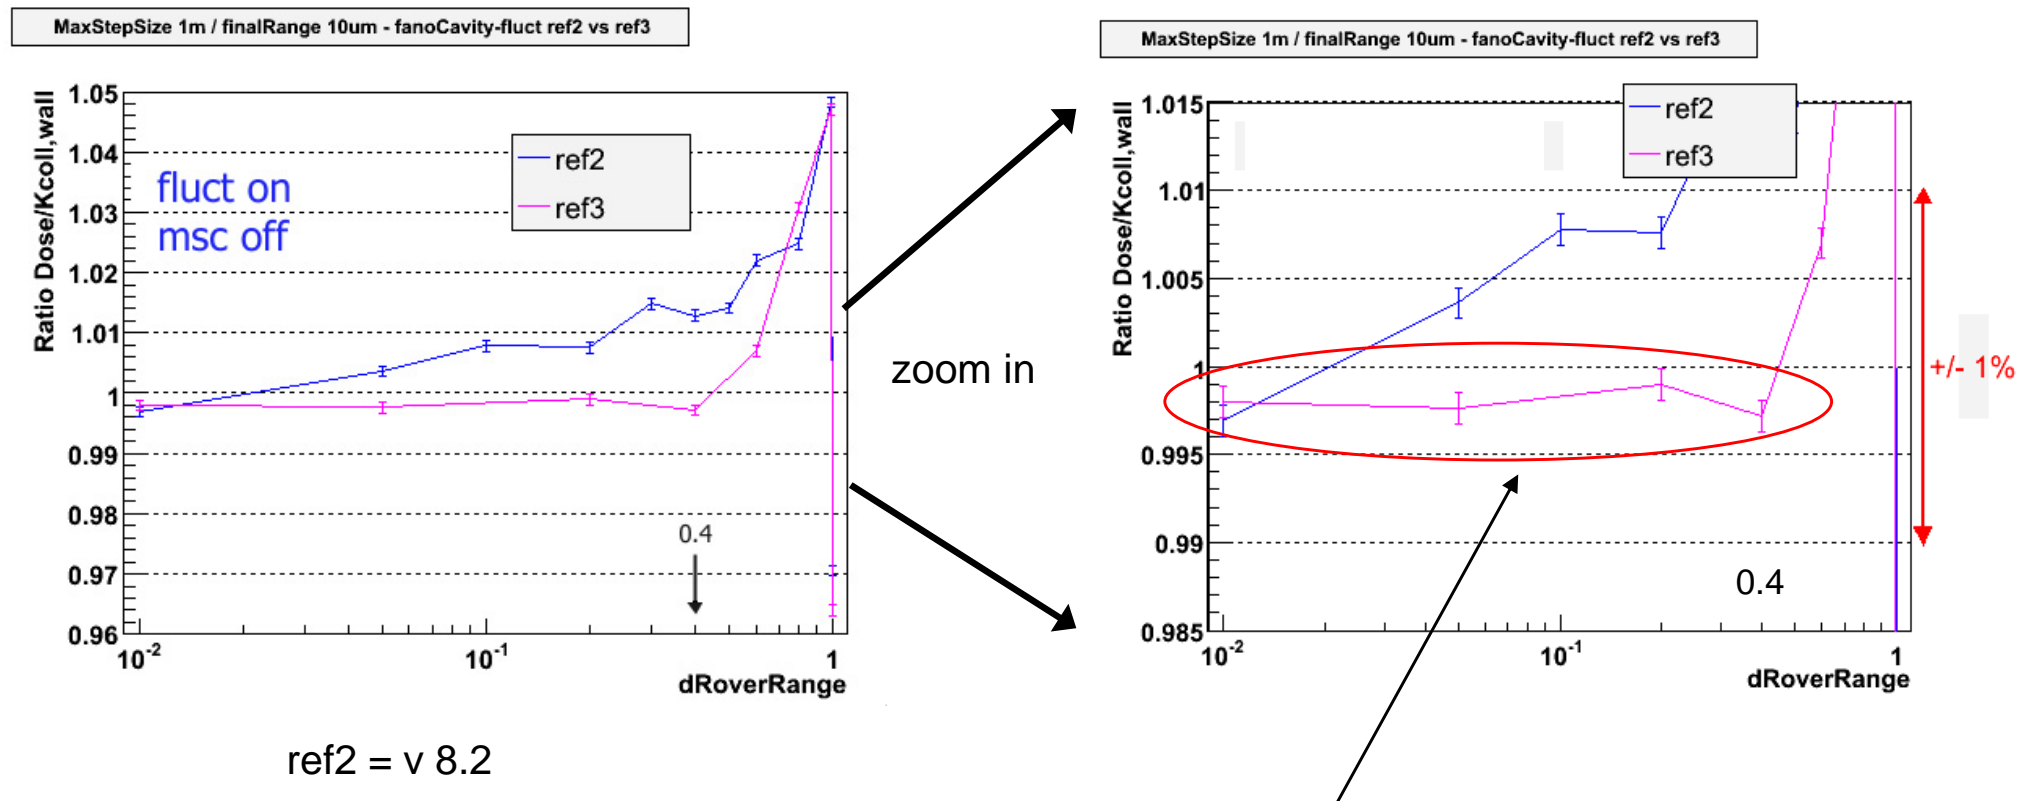 MaxStepSize 1m / finalRange 10um - fanoCavity-fluct ref2 vs ref3
Ratio Dose/Kcoll,wall
1.05
1.04
1.03
1.02
1.01
1
0.99
0.98
0.97
0.96
fluct on
msc off
ref2
ref3
0.4
10-2
10-1
1
dRoverRange
ref2 = v 8.2
zoom in
MaxStepSize 1m / finalRange 10um - fanoCavity-fluct ref2 vs ref3
Ratio Dose/Kcoll,wall
1.015
1.01
1.005
1
0.995
0.99
0.985
ref2
ref3
+/- 1%
0.4
10-2
10-1
1
dRoverRange